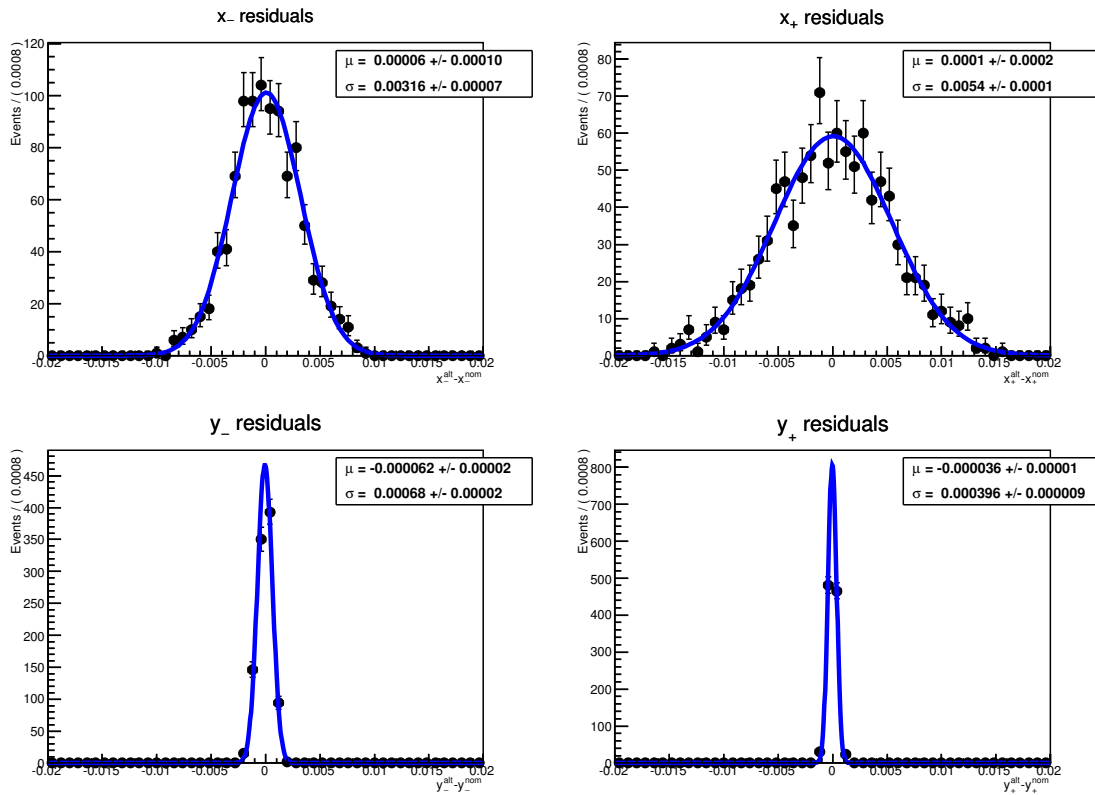 x₋ residuals
Events / ( 0.0008 )
120
100
80
60
40
20
0
μ = 0.00006 +/- 0.00010
σ = 0.00316 +/- 0.00007
-0.02 -0.015 -0.01 -0.005 0 0.005 0.01 0.015 0.02
x₋^alt-x₋^nom
x₊ residuals
Events / ( 0.0008 )
80
70
60
50
40
30
20
10
0
μ = 0.0001 +/- 0.0002
σ = 0.0054 +/- 0.0001
-0.02 -0.015 -0.01 -0.005 0 0.005 0.01 0.015 0.02
x₊^alt-x₊^nom
y₋ residuals
Events / ( 0.0008 )
450
400
350
300
250
200
150
100
50
0
μ = -0.000062 +/- 0.00002
σ = 0.00068 +/- 0.00002
-0.02 -0.015 -0.01 -0.005 0 0.005 0.01 0.015 0.02
y₋^alt-y₋^nom
y₊ residuals
Events / ( 0.0008 )
800
700
600
500
400
300
200
100
0
μ = -0.000036 +/- 0.00001
σ = 0.000396 +/- 0.000009
-0.02 -0.015 -0.01 -0.005 0 0.005 0.01 0.015 0.02
y₊^alt-y₊^nom